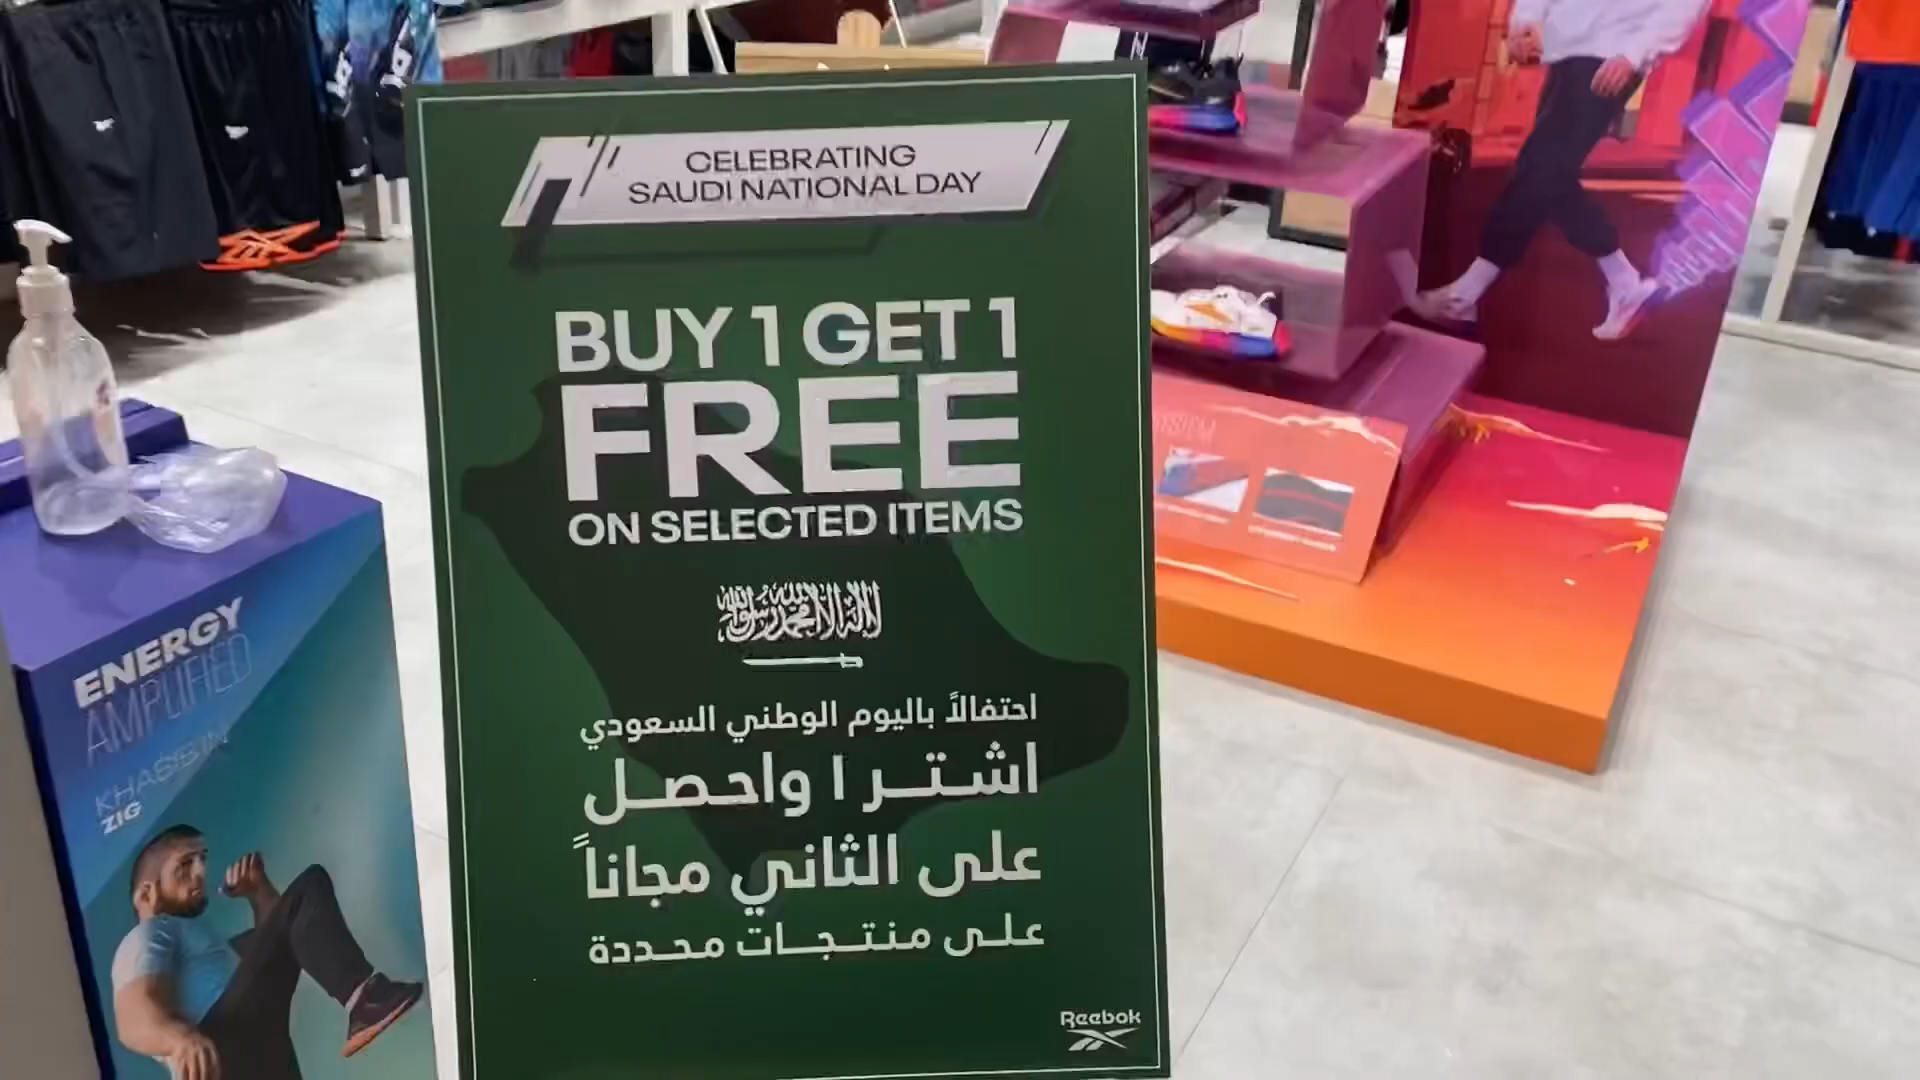 CELEBRATING
SAUDI NATIONAL DAY
BUY 1 GET 1
FREE
ON SELECTED ITEMS
لا إله إلا الله محمد رسول الله
احتفالاً باليوم الوطني السعودي
اشتر ١ واحصل
على الثاني مجاناً
على منتجات محددة
Reebok
ENERGY
AMPLIFIED
KHABIB IN
ZIG